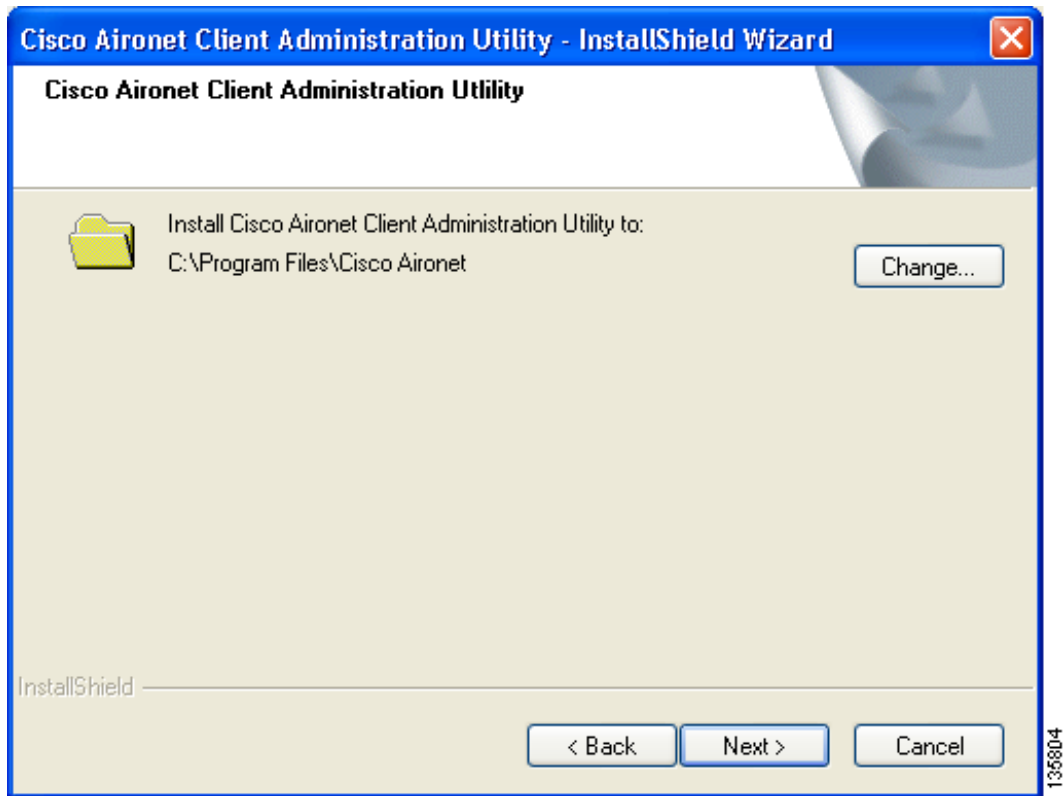 Cisco Aironet Client Administration Utility - InstallShield Wizard
Cisco Aironet Client Administration Utlility
Install Cisco Aironet Client Administration Utility to:
C:\Program Files\Cisco Aironet
Change...
InstallShield
< Back
Next >
Cancel
135804